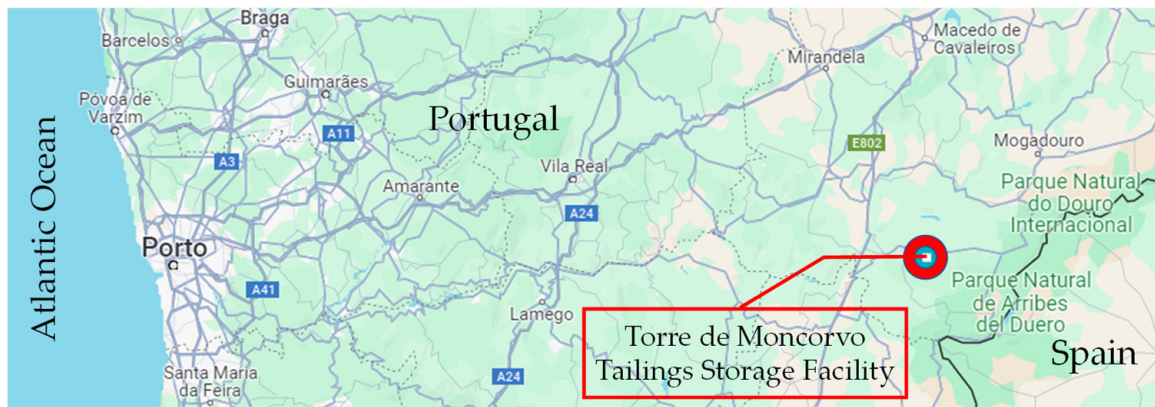 Braga
Barcelos
Macedo de
Cavaleiros
Mirandela
Guimarães
Póvoa de
Varzim
Portugal
A11
E802
Mogadouro
A3
Vila Real
Amarante
Parque Natural
do Douro
Internacional
A24
Atlantic Ocean
Porto
A41
Lamego
Parque Natural
de Arribes
del Duero
Torre de Moncorvo
Tailings Storage Facility
Spain
Santa Maria
da Feira
A24